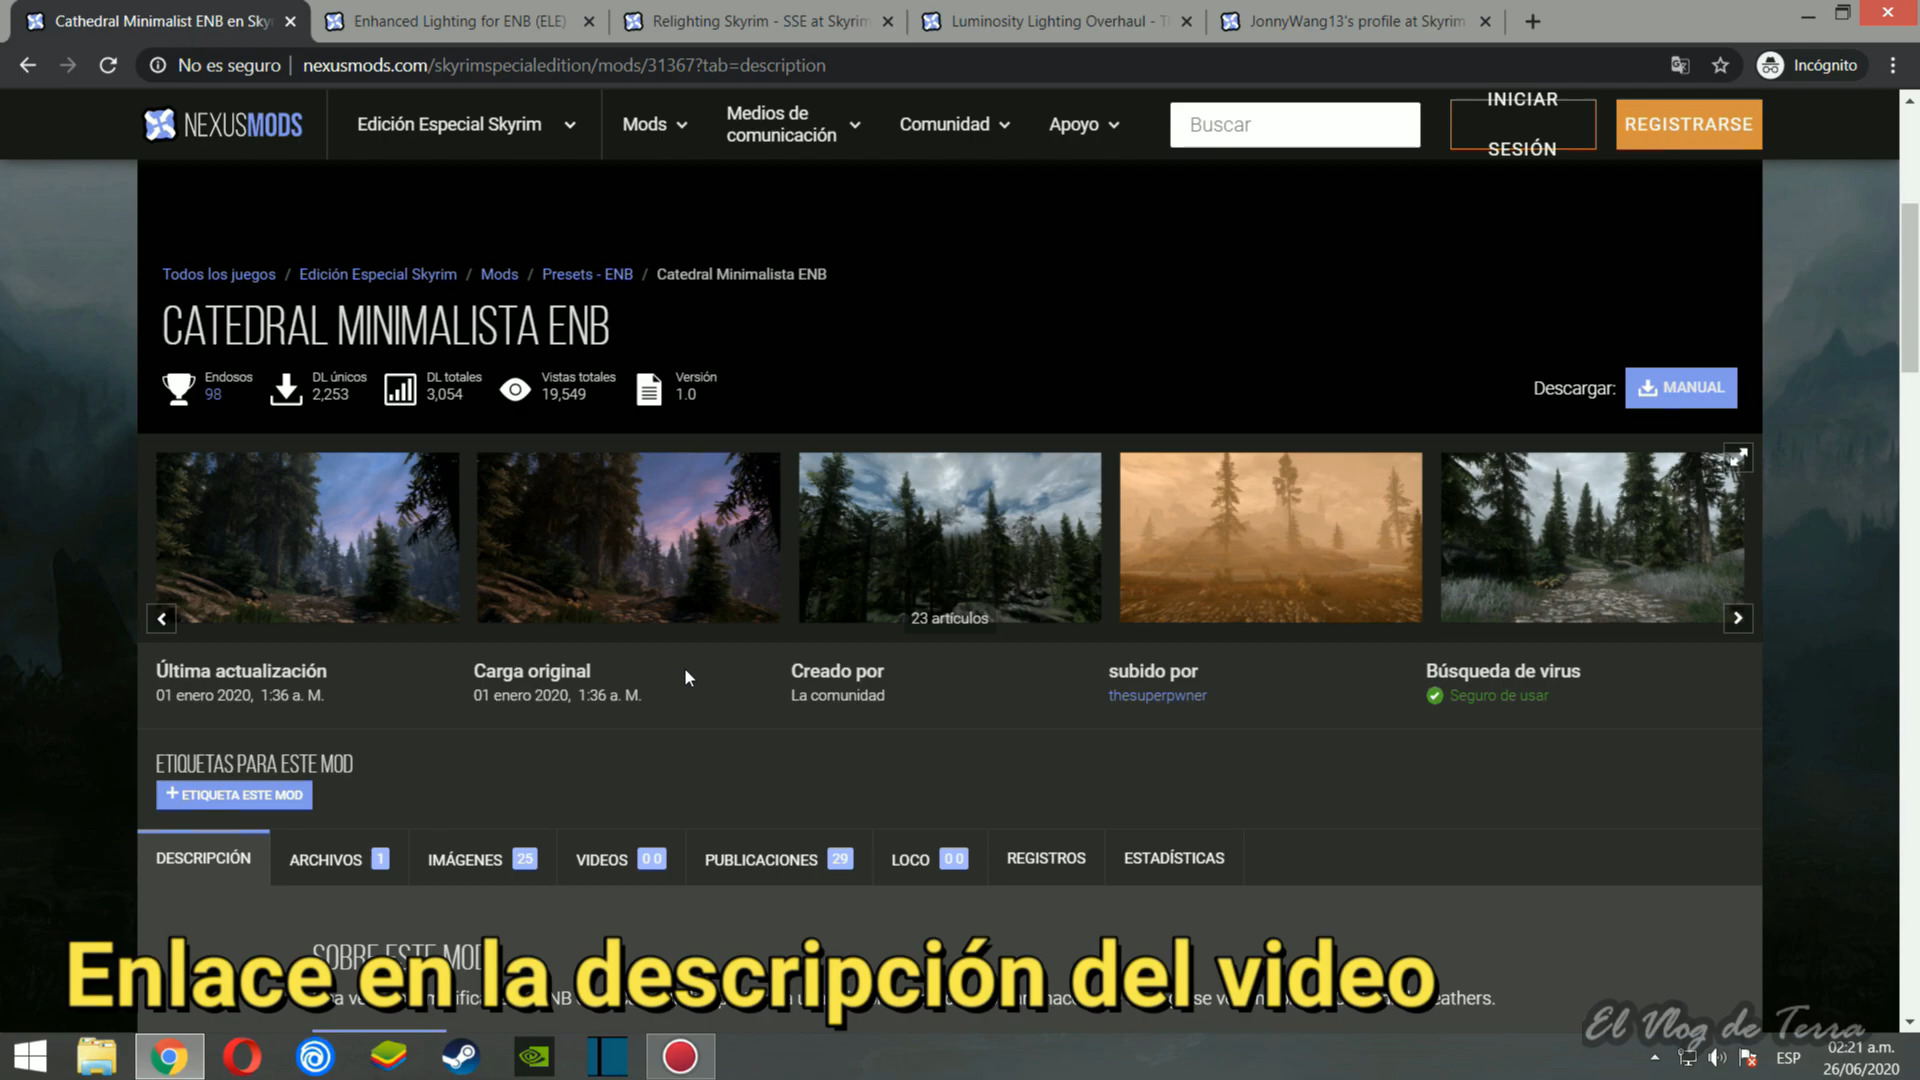 Cathedral Minimalist ENB en Sky
Enhanced Lighting for ENB (ELE)
Relighting Skyrim - SSE at Skyrim
Luminosity Lighting Overhaul - T
JonnyWang13's profile at Skyrim
No es seguro
nexusmods.com/skyrimspecialedition/mods/31367?tab=description
Incógnito
NEXUSMODS
Edición Especial Skyrim
Mods
Medios de
comunicación
Comunidad
Apoyo
Buscar
INICIAR
SESIÓN
REGISTRARSE
Todos los juegos / Edición Especial Skyrim / Mods / Presets - ENB / Catedral Minimalista ENB
CATEDRAL MINIMALISTA ENB
Endosos
98
DL únicos
2,253
DL totales
3,054
Vistas totales
19,549
Versión
1.0
Descargar:
MANUAL
23 artículos
Última actualización
01 enero 2020, 1:36 a. M.
Carga original
01 enero 2020, 1:36 a. M.
Creado por
La comunidad
subido por
thesuperpwner
Búsqueda de virus
Seguro de usar
ETIQUETAS PARA ESTE MOD
+ ETIQUETA ESTE MOD
DESCRIPCIÓN
ARCHIVOS 1
IMÁGENES 25
VIDEOS 0 0
PUBLICACIONES 29
LOCO 0 0
REGISTROS
ESTADÍSTICAS
SOBRE ESTE MOD
Enlace en la descripción del video
El Vlog de Terra
ESP
02:21 a.m.
26/06/2020